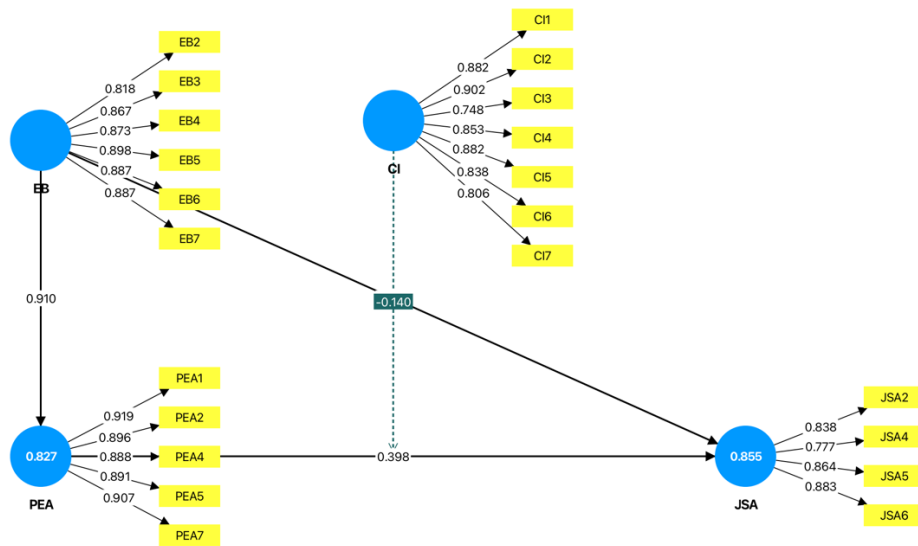 EB2
EB3
EB4
EB5
EB6
EB7
0.818
0.867
0.873
0.898
0.887
0.887
EB
CI1
CI2
CI3
CI4
CI5
CI6
CI7
0.882
0.902
0.748
0.853
0.882
0.838
0.806
CI
0.910
-0.140
PEA1
PEA2
PEA4
PEA5
PEA7
0.919
0.896
0.888
0.891
0.907
0.827
PEA
0.398
0.855
JSA
JSA2
JSA4
JSA5
JSA6
0.838
0.777
0.864
0.883